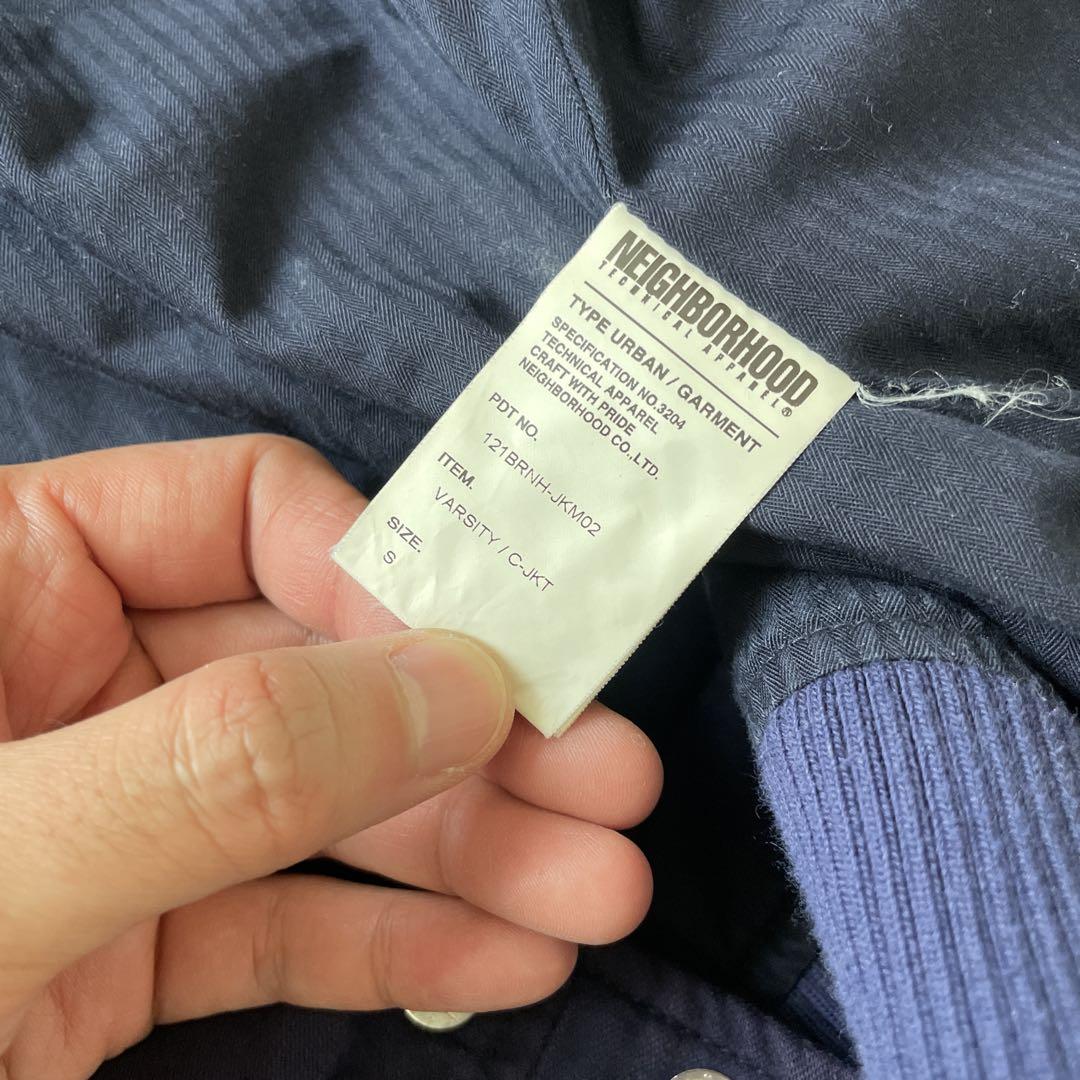 NEIGHBORHOOD®
TECHNICAL APPAREL
TYPE URBAN / GARMENT
SPECIFICATION NO.3204
TECHNICAL APPAREL
CRAFT WITH PRIDE
NEIGHBORHOOD CO.,LTD.
PDT NO.
121BRNH-JKM02
ITEM.
VARSITY / C-JKT
SIZE.
S